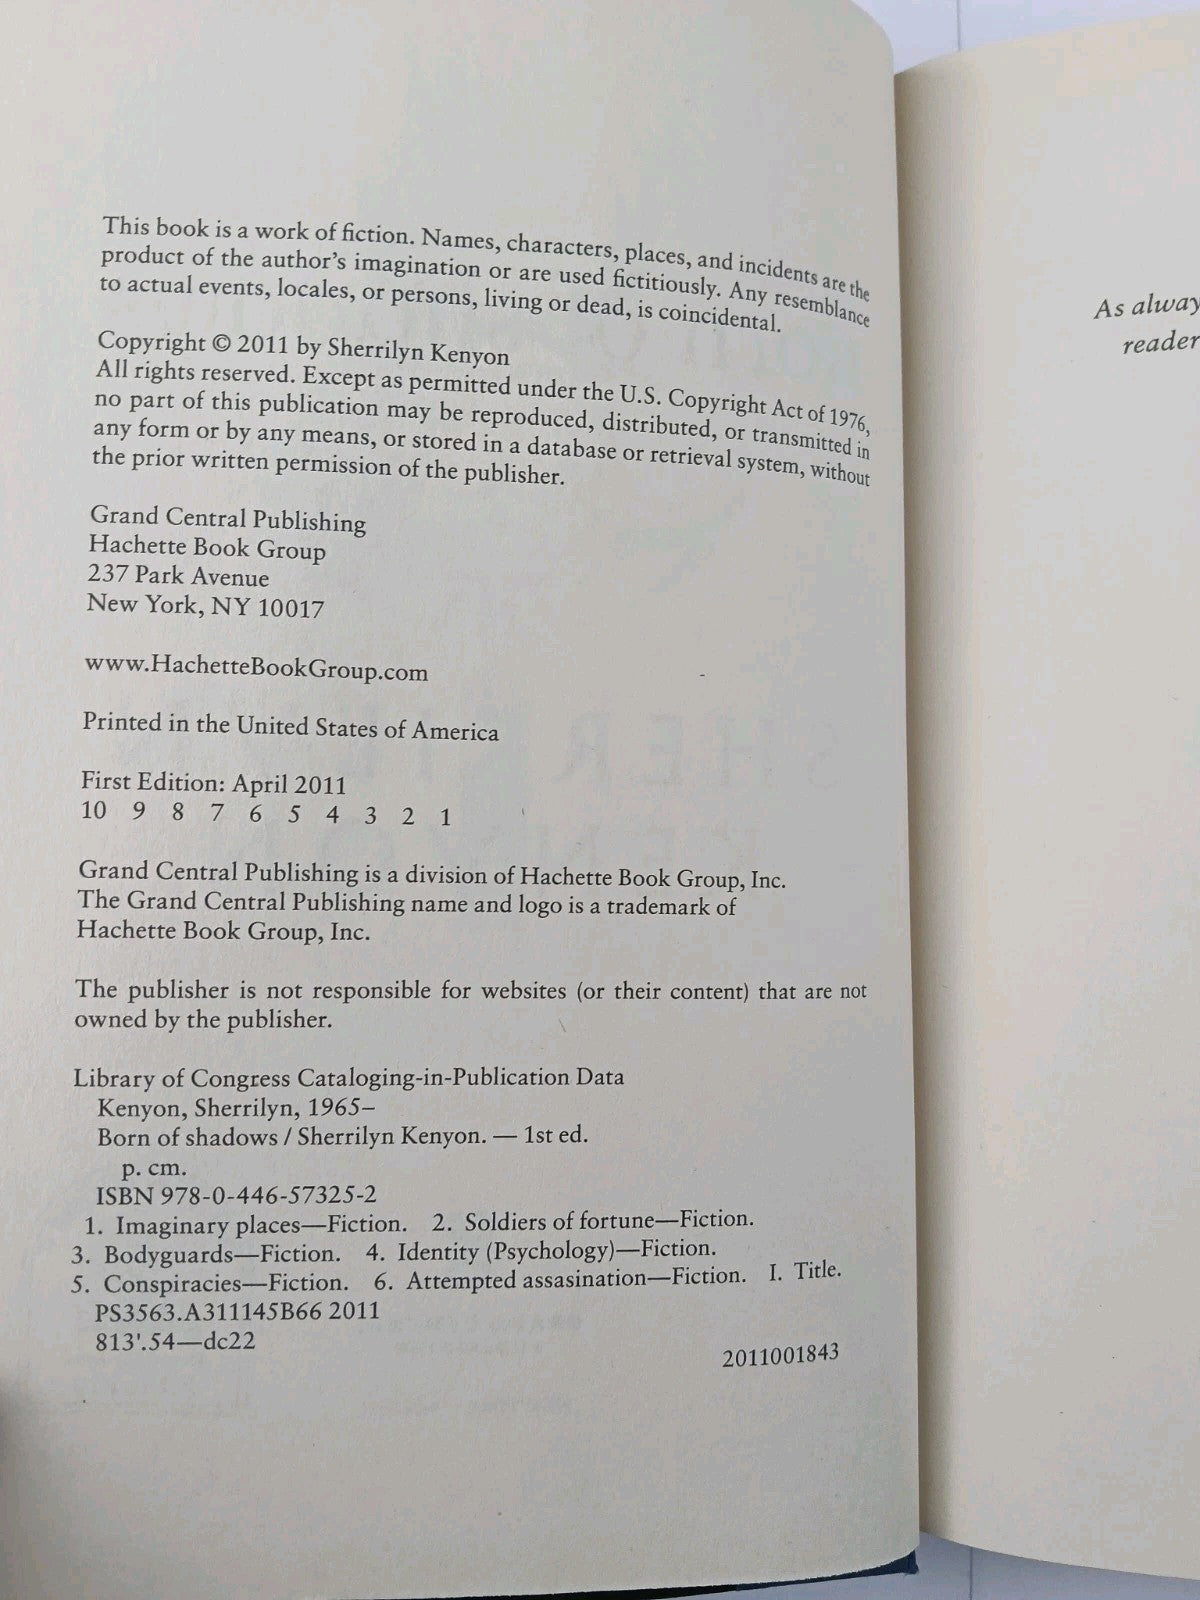 This book is a work of fiction. Names, characters, places, and incidents are the
product of the author's imagination or are used fictitiously. Any resemblance
to actual events, locales, or persons, living or dead, is coincidental.
Copyright © 2011 by Sherrilyn Kenyon
All rights reserved. Except as permitted under the U.S. Copyright Act of 1976,
no part of this publication may be reproduced, distributed, or transmitted in
any form or by any means, or stored in a database or retrieval system, without
the prior written permission of the publisher.
Grand Central Publishing
Hachette Book Group
237 Park Avenue
New York, NY 10017
www.HachetteBookGroup.com
Printed in the United States of America
First Edition: April 2011
10 9 8 7 6 5 4 3 2 1
Grand Central Publishing is a division of Hachette Book Group, Inc.
The Grand Central Publishing name and logo is a trademark of
Hachette Book Group, Inc.
The publisher is not responsible for websites (or their content) that are not
owned by the publisher.
Library of Congress Cataloging-in-Publication Data
Kenyon, Sherrilyn, 1965–
Born of shadows / Sherrilyn Kenyon. — 1st ed.
p. cm.
ISBN 978-0-446-57325-2
1. Imaginary places—Fiction. 2. Soldiers of fortune—Fiction.
3. Bodyguards—Fiction. 4. Identity (Psychology)—Fiction.
5. Conspiracies—Fiction. 6. Attempted assasination—Fiction. I. Title.
PS3563.A311145B66 2011
813'.54—dc22
2011001843
As alway
reader